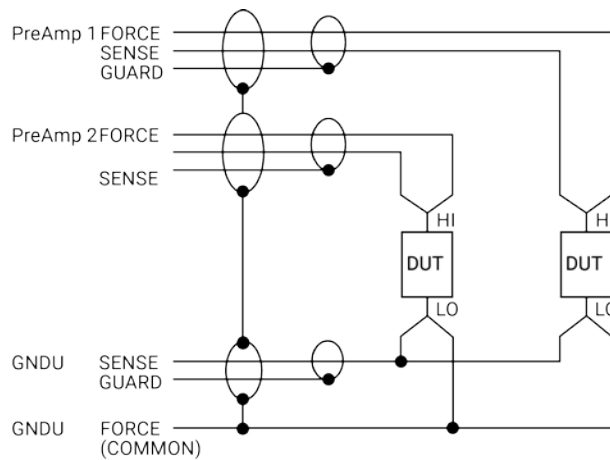 PreAmp 1 FORCE
SENSE
GUARD
PreAmp 2 FORCE
SENSE
HI
H
DUT
DUT
LO
LO
GNDU SENSE
GUARD
GNDU FORCE
(COMMON)